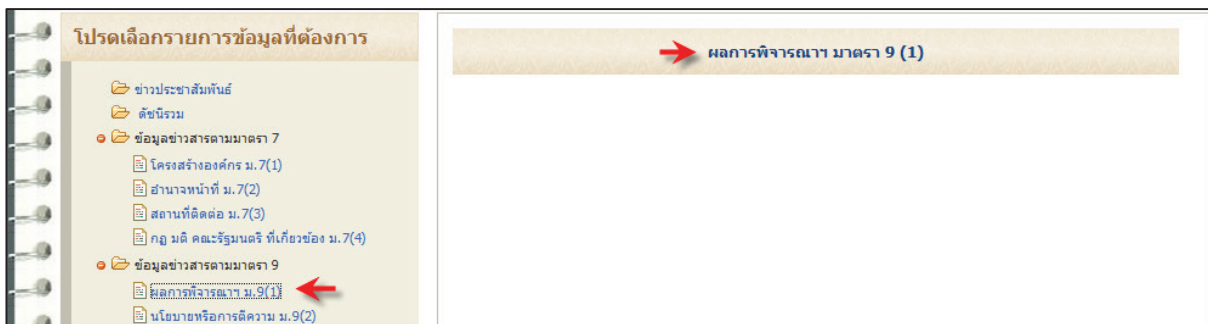 โปรดเลือกรายการข้อมูลที่ต้องการ
ข่าวประชาสัมพันธ์
ดัชนีรวม
ข้อมูลข่าวสารตามมาตรา 7
โครงสร้างองค์กร ม.7(1)
อำนาจหน้าที่ ม.7(2)
สถานที่ติดต่อ ม.7(3)
กฎ มติ คณะรัฐมนตรี ที่เกี่ยวข้อง ม.7(4)
ข้อมูลข่าวสารตามมาตรา 9
ผลการพิจารณาฯ ม.9(1)
นโยบายหรือการตีความ ม.9(2)
ผลการพิจารณาฯ มาตรา 9 (1)